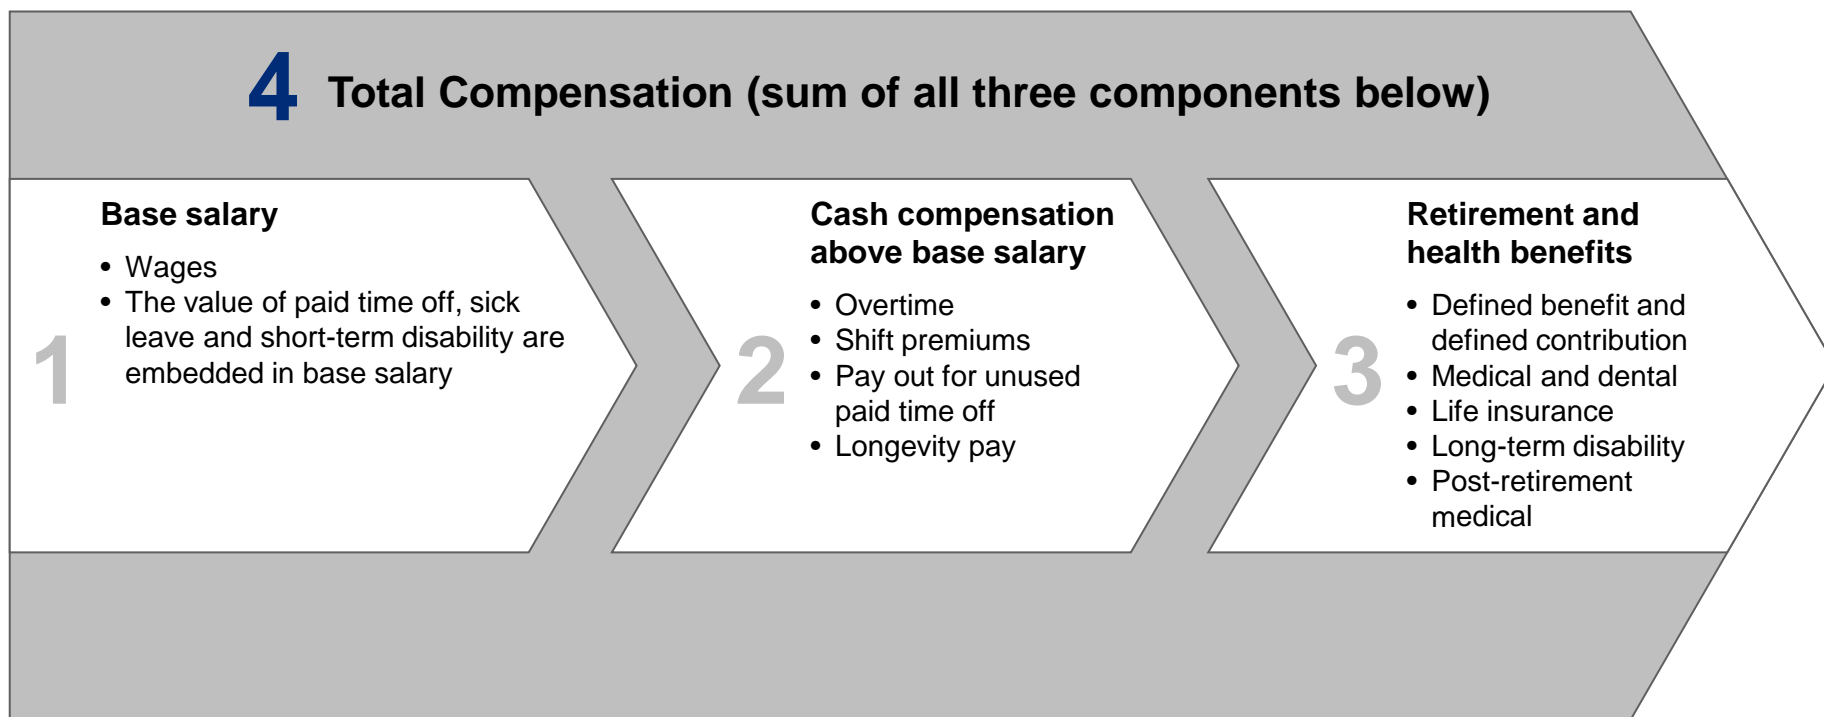 4 Total Compensation (sum of all three components below)
1
Base salary
• Wages
• The value of paid time off, sick
leave and short-term disability are
embedded in base salary
2
Cash compensation
above base salary
• Overtime
• Shift premiums
• Pay out for unused
paid time off
• Longevity pay
3
Retirement and
health benefits
• Defined benefit and
defined contribution
• Medical and dental
• Life insurance
• Long-term disability
• Post-retirement
medical